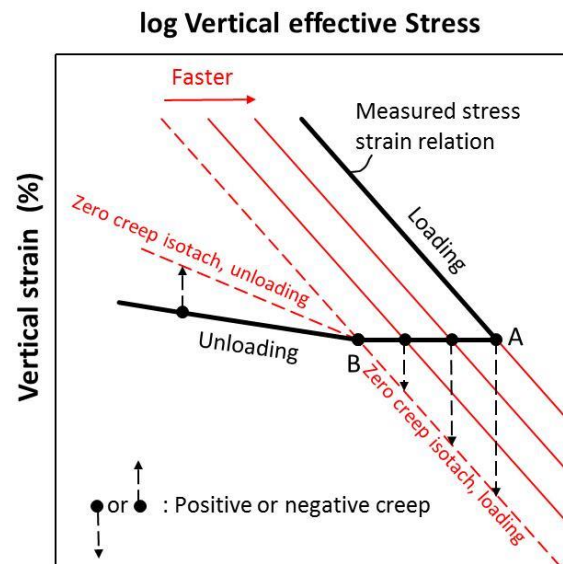 log Vertical effective Stress
Faster
Measured stress
strain relation
Loading
Zero creep isotach, unloading
A
Unloading
B
Zero creep isotach, loading
or : Positive or negative creep
Vertical strain (%)